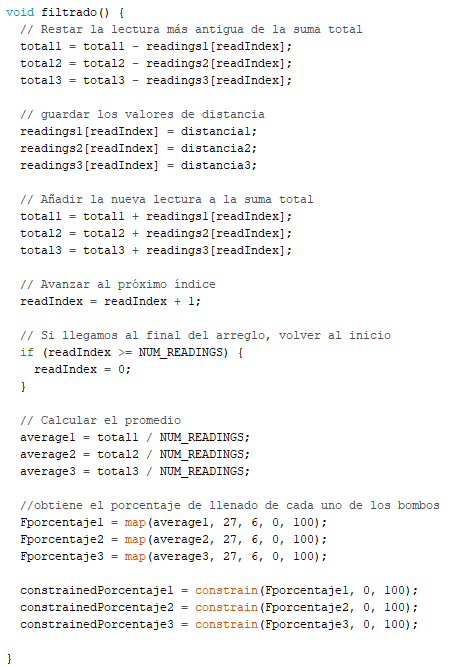 void filtrado() {
  // Restar la lectura más antigua de la suma total
  total1 = total1 - readings1[readIndex];
  total2 = total2 - readings2[readIndex];
  total3 = total3 - readings3[readIndex];

  // guardar los valores de distancia
  readings1[readIndex] = distancia1;
  readings2[readIndex] = distancia2;
  readings3[readIndex] = distancia3;

  // Añadir la nueva lectura a la suma total
  total1 = total1 + readings1[readIndex];
  total2 = total2 + readings2[readIndex];
  total3 = total3 + readings3[readIndex];

  // Avanzar al próximo índice
  readIndex = readIndex + 1;

  // Si llegamos al final del arreglo, volver al inicio
  if (readIndex >= NUM_READINGS) {
    readIndex = 0;
  }

  // Calcular el promedio
  average1 = total1 / NUM_READINGS;
  average2 = total2 / NUM_READINGS;
  average3 = total3 / NUM_READINGS;

  //obtiene el porcentaje de llenado de cada uno de los bombos
  Fporcentaje1 = map(average1, 27, 6, 0, 100);
  Fporcentaje2 = map(average2, 27, 6, 0, 100);
  Fporcentaje3 = map(average3, 27, 6, 0, 100);

  constrainedPorcentaje1 = constrain(Fporcentaje1, 0, 100);
  constrainedPorcentaje2 = constrain(Fporcentaje2, 0, 100);
  constrainedPorcentaje3 = constrain(Fporcentaje3, 0, 100);

}